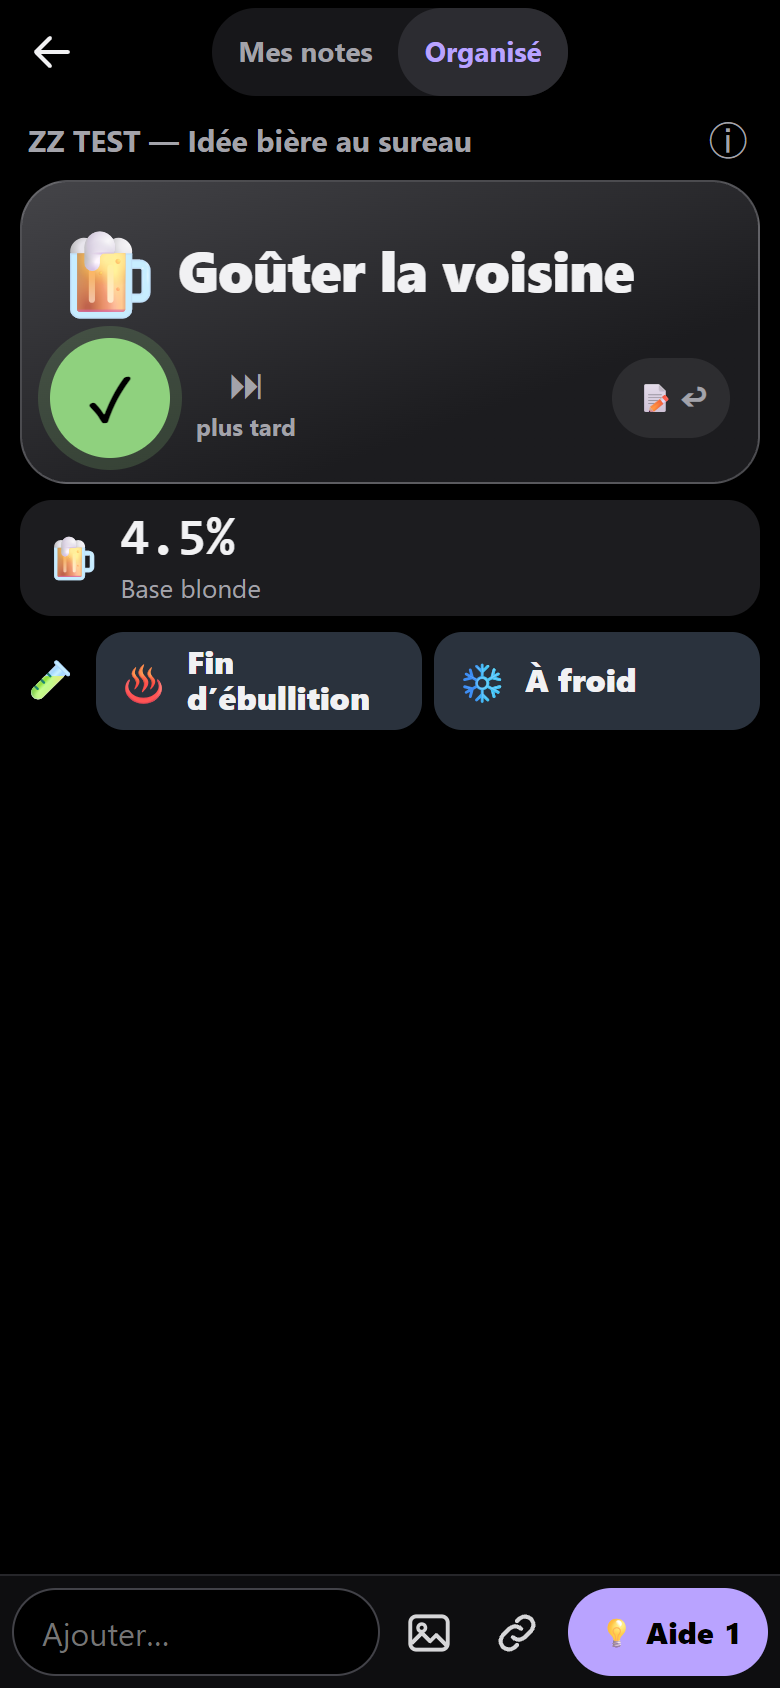 Mes notes
Organisé
ZZ TEST — Idée bière au sureau
Goûter la voisine
plus tard
4.5%
Base blonde
Fin
d'ébullition
À froid
Ajouter...
Aide 1